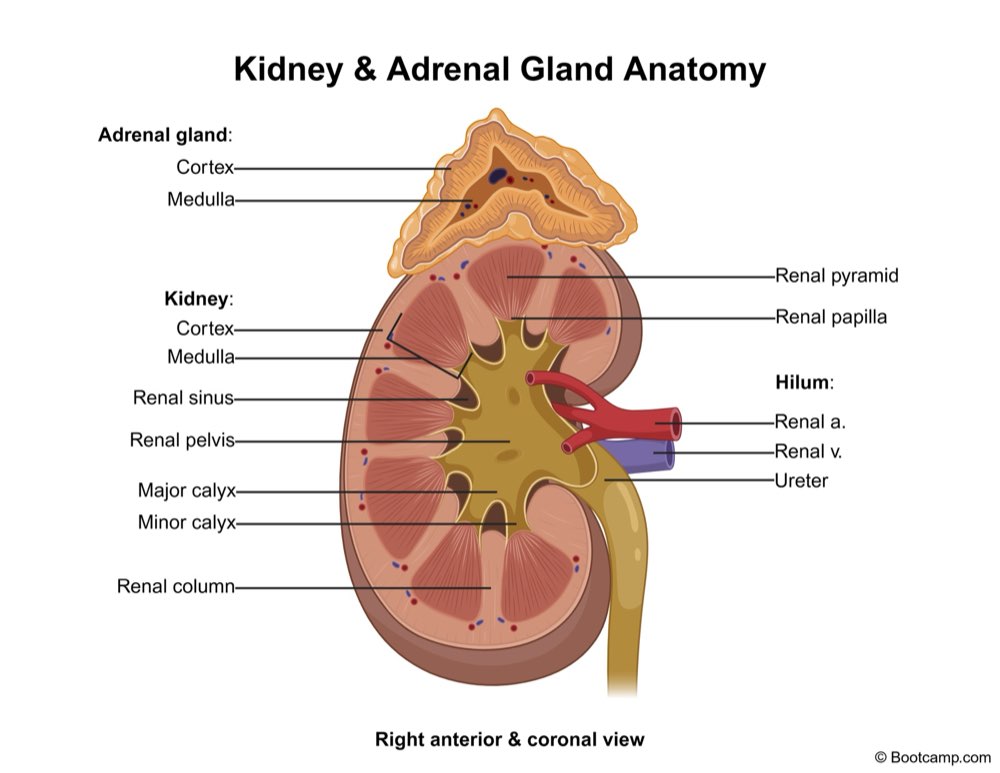 Kidney & Adrenal Gland Anatomy
Adrenal gland:
Cortex
Medulla
Kidney:
Cortex
Medulla
Renal sinus
Renal pelvis
Major calyx
Minor calyx
Renal column
Renal pyramid
Renal papilla
Hilum:
Renal a.
Renal v.
Ureter
Right anterior & coronal view
© Bootcamp.com